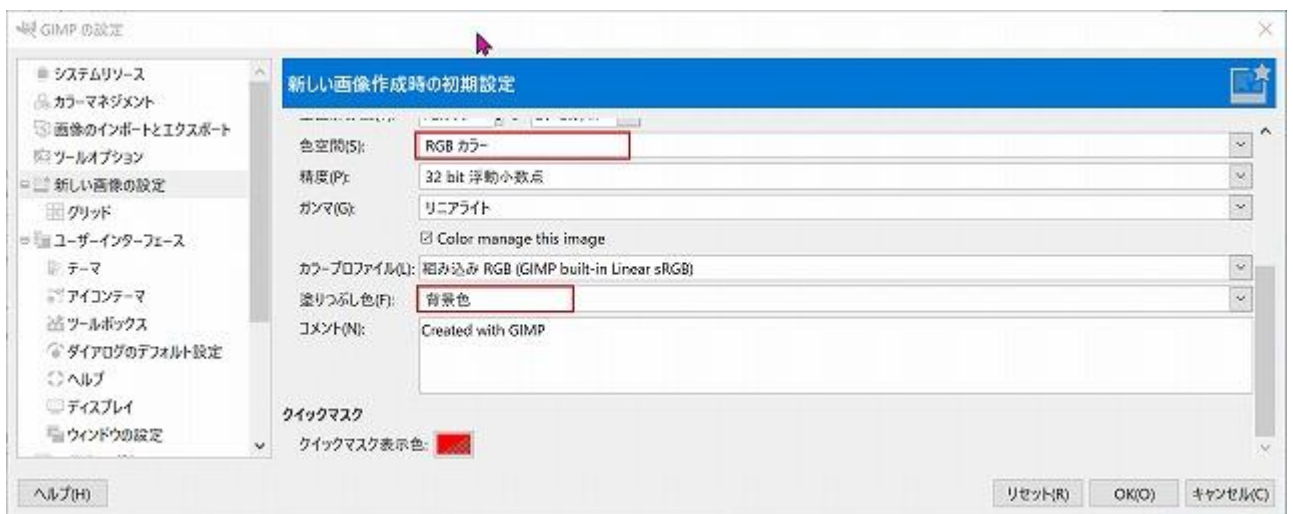 GIMP の設定
システムリソース
カラーマネジメント
画像のインポートとエクスポート
ツールオプション
新しい画像の設定
グリッド
ユーザーインターフェース
テーマ
アイコンテーマ
ツールボックス
ダイアログのデフォルト設定
ヘルプ
ディスプレイ
ウィンドウの設定
新しい画像作成時の初期設定
色空間(S): RGB カラー
精度(P): 32 bit 浮動小数点
ガンマ(G): リニアライト
Color manage this image
カラープロファイル(L): 組み込み RGB (GIMP built-in Linear sRGB)
塗りつぶし色(F): 背景色
コメント(N): Created with GIMP
クイックマスク
クイックマスク表示色:
ヘルプ(H) リセット(R) OK(O) キャンセル(C)